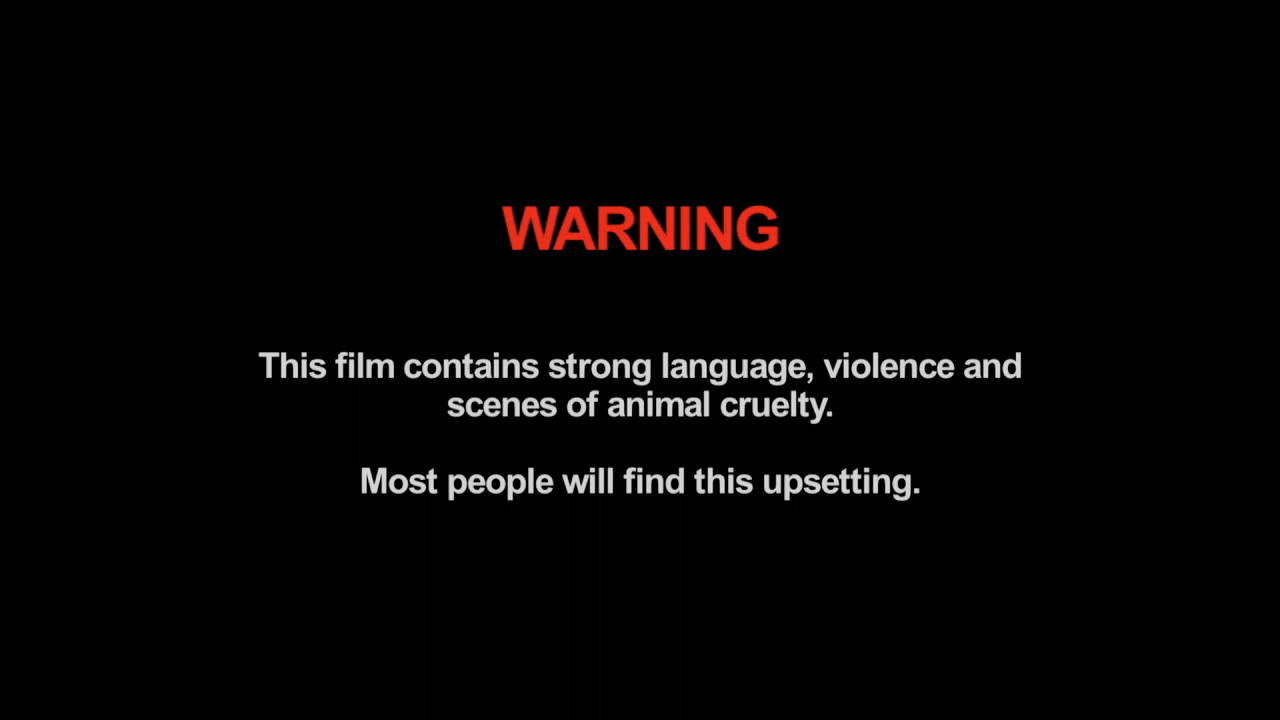 WARNING
This film contains strong language, violence and
scenes of animal cruelty.
Most people will find this upsetting.